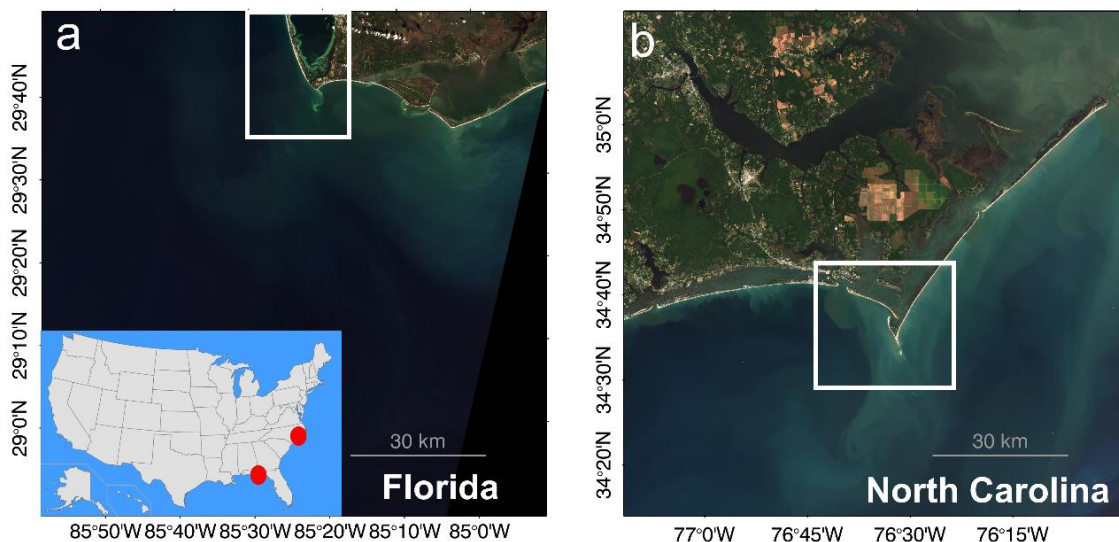 a
29°40'N
29°30'N
29°20'N
29°10'N
29°0'N
30 km
Florida
85°50'W 85°40'W 85°30'W 85°20'W 85°10'W 85°0'W
b
35°0'N
34°50'N
34°40'N
34°30'N
34°20'N
30 km
North Carolina
77°0'W 76°45'W 76°30'W 76°15'W